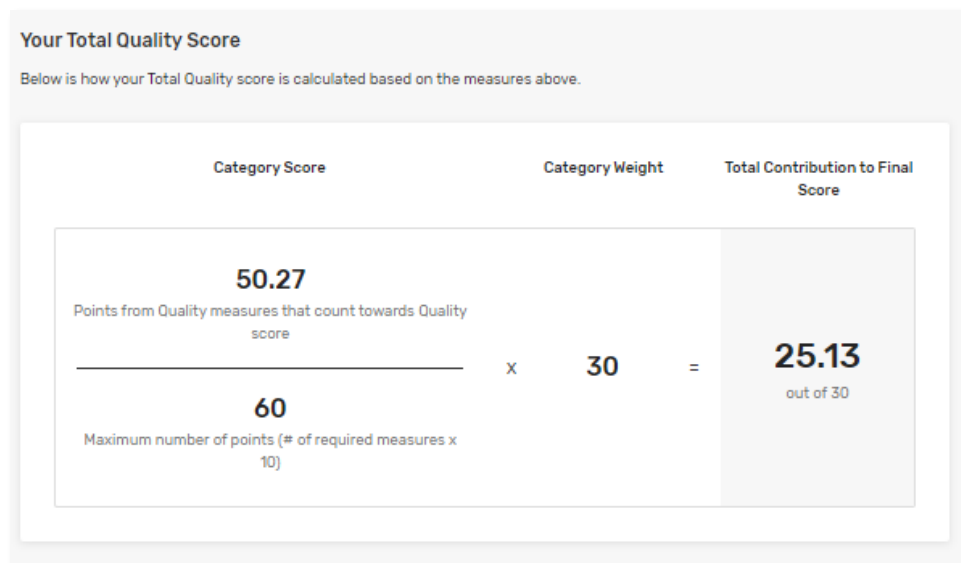 Your Total Quality Score
Below is how your Total Quality score is calculated based on the measures above.
Category Score
Category Weight
Total Contribution to Final
Score
50.27
Points from Quality measures that count towards Quality
score
60
Maximum number of points (# of required measures x
10)
x
30
=
25.13
out of 30